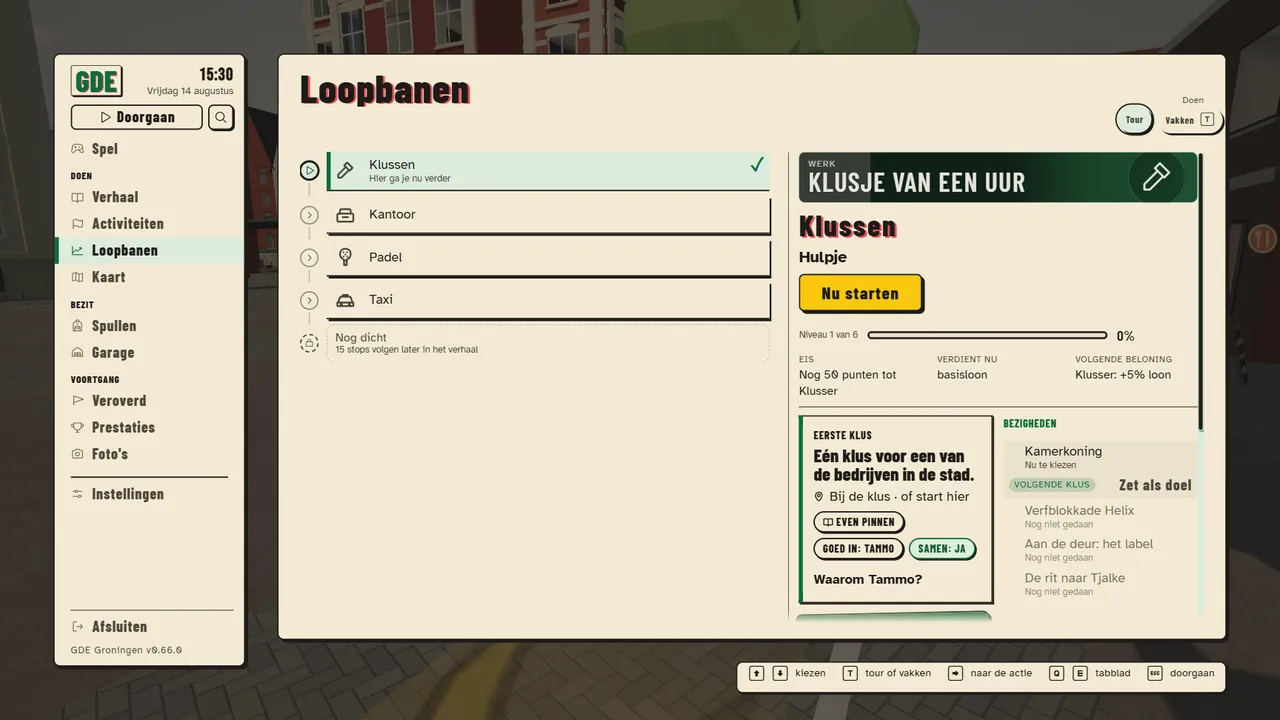 GDE
15:30
Vrijdag 14 augustus
Doorgaan
Spel
DOEN
Verhaal
Activiteiten
Loopbanen
Kaart
BEZIT
Spullen
Garage
VOORTGANG
Veroverd
Prestaties
Foto's
Instellingen
Afsluiten
GDE Groningen v0.66.0
Loopbanen
Doen
Tour
Vakken T
Klussen
Hier ga je nu verder
Kantoor
Padel
Taxi
Nog dicht
15 stops volgen later in het verhaal
WERK
KLUSJE VAN EEN UUR
Klussen
Hulpje
Nu starten
Niveau 1 van 6
0%
EIS
Nog 50 punten tot
Klusser
VERDIENT NU
basisloon
VOLGENDE BELONING
Klusser: +5% loon
EERSTE KLUS
Eén klus voor een van
de bedrijven in de stad.
Bij de klus · of start hier
EVEN PINNEN
GOED IN: TAMMO
SAMEN: JA
Waarom Tammo?
BEZIGHEDEN
Kamerkoning
Nu te kiezen
VOLGENDE KLUS
Zet als doel
Verfblokkade Helix
Nog niet gedaan
Aan de deur: het label
Nog niet gedaan
De rit naar Tjalke
Nog niet gedaan
kiezen T tour of vakken naar de actie Q E tabblad ESC doorgaan